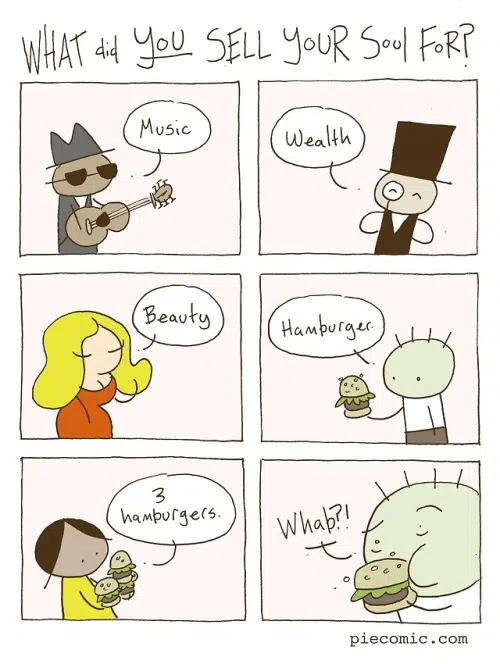 WHAT did YOU SELL YOUR SOUL FOR?
Music
Wealth
Beauty
Hamburger.
3
hamburgers.
Whab?!
piecomic.com